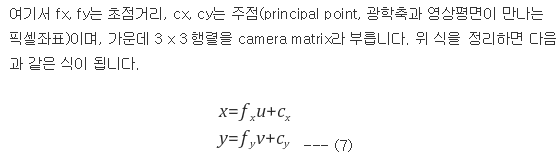 여기서 fx, fy는 초점거리, cx, cy는 주점(principal point, 광학축과 영상평면이 만나는
픽셀좌표)이며, 가운데 3 x 3 행렬을 camera matrix라 부릅니다. 위 식을 정리하면 다음
과 같은 식이 됩니다.
x=fₓu+cₓ
y=f_yv+c_y --- (7)